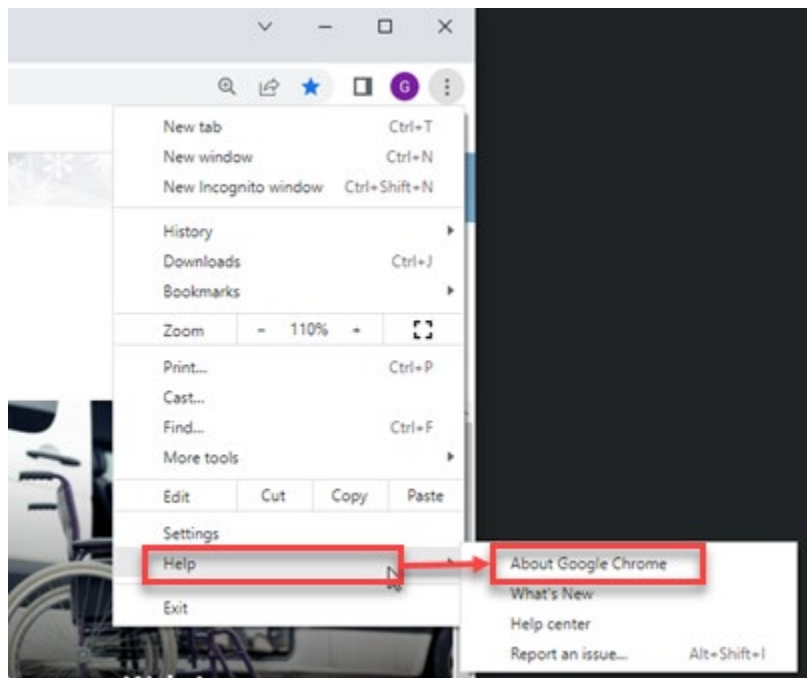 G
New tab Ctrl+T
New window Ctrl+N
New Incognito window Ctrl+Shift+N
History
Downloads Ctrl+J
Bookmarks
Zoom - 110% +
Print... Ctrl+P
Cast...
Find... Ctrl+F
More tools
Edit Cut Copy Paste
Settings
Help
Exit
About Google Chrome
What's New
Help center
Report an issue... Alt+Shift+I